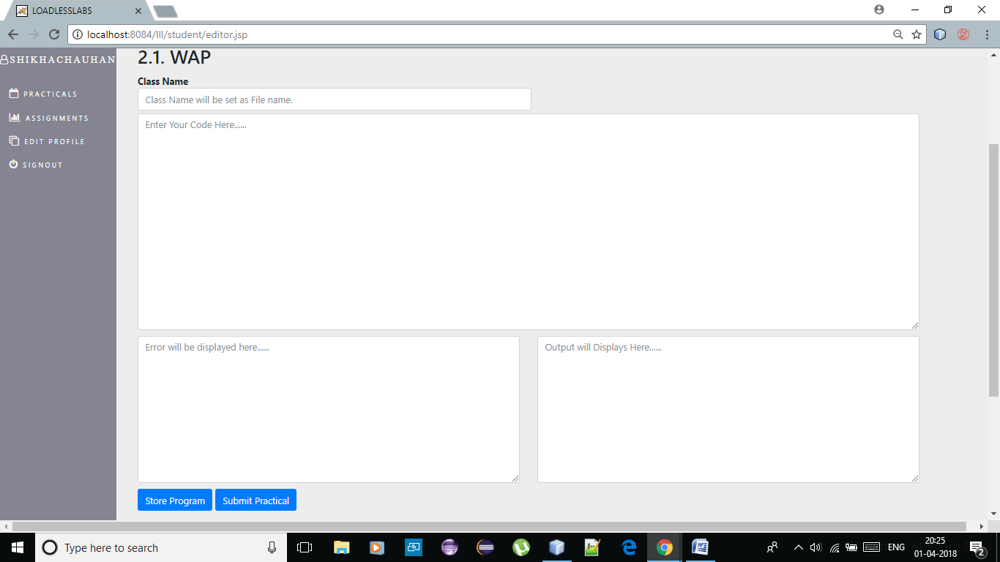 LOADLESSLABS
localhost:8084/lll/student/editor.jsp
SHIKHACHAUHAN
PRACTICALS
ASSIGNMENTS
EDIT PROFILE
SIGNOUT
2.1. WAP
Class Name
Class Name will be set as File name.
Enter Your Code Here......
Error will be displayed here......
Output will Displays Here......
Store Program
Submit Practical
Type here to search
ENG
20:25
01-04-2018
2